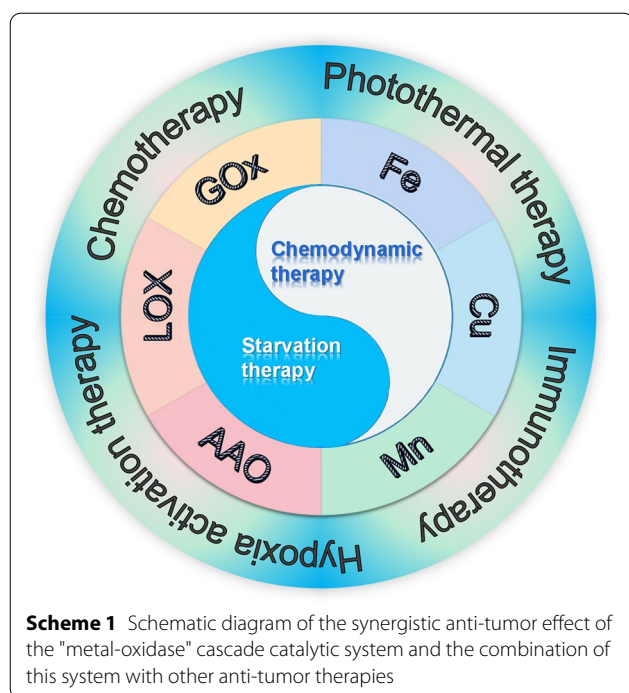 Chemotherapy
Photothermal therapy
Immunotherapy
Hypoxia activation therapy
GOx
Fe
LOX
Cu
AAO
Mn
Chemodynamic
therapy
Starvation
therapy
Scheme 1 Schematic diagram of the synergistic anti-tumor effect of
the "metal-oxidase" cascade catalytic system and the combination of
this system with other anti-tumor therapies